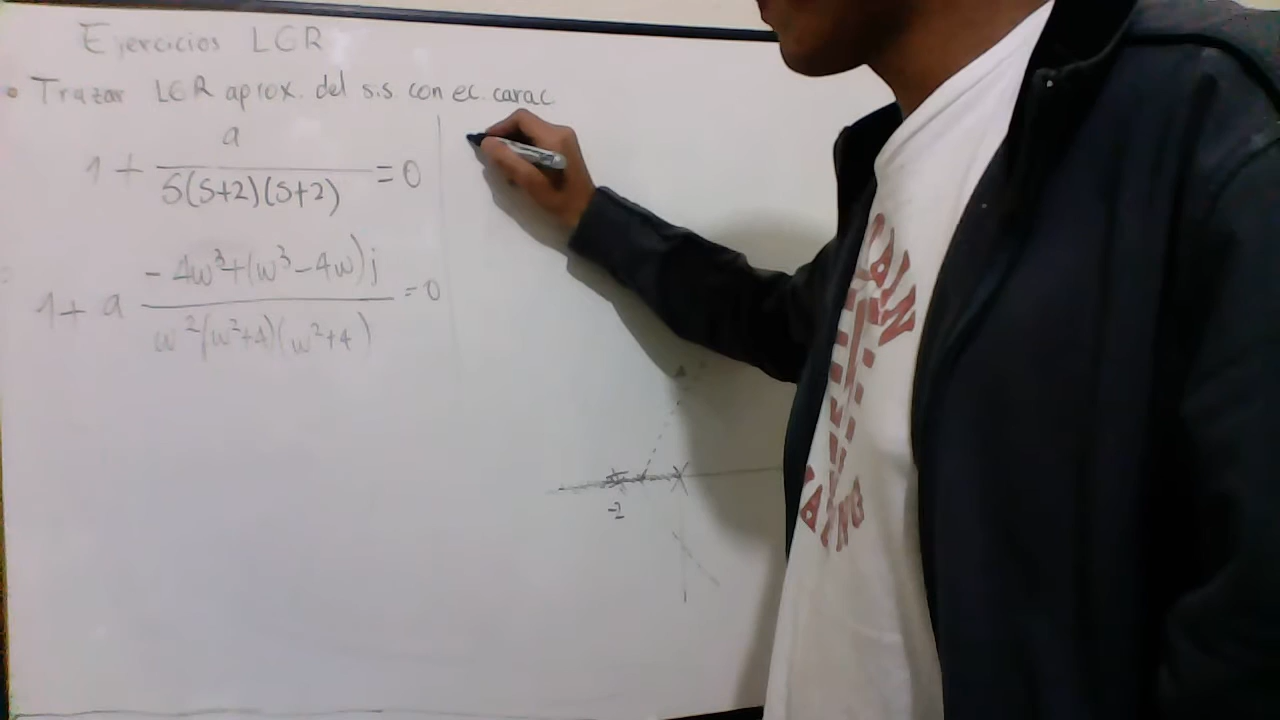 Ejercicios LGR
• Trazar LGR aprox. del s.s con ec. carac.
a
1 + ──────── = 0
S(S+2)(S+2)
-4w³+(w³-4w)j
1 + a ──────── = 0
w²(w²+4)(w²+4)
-2